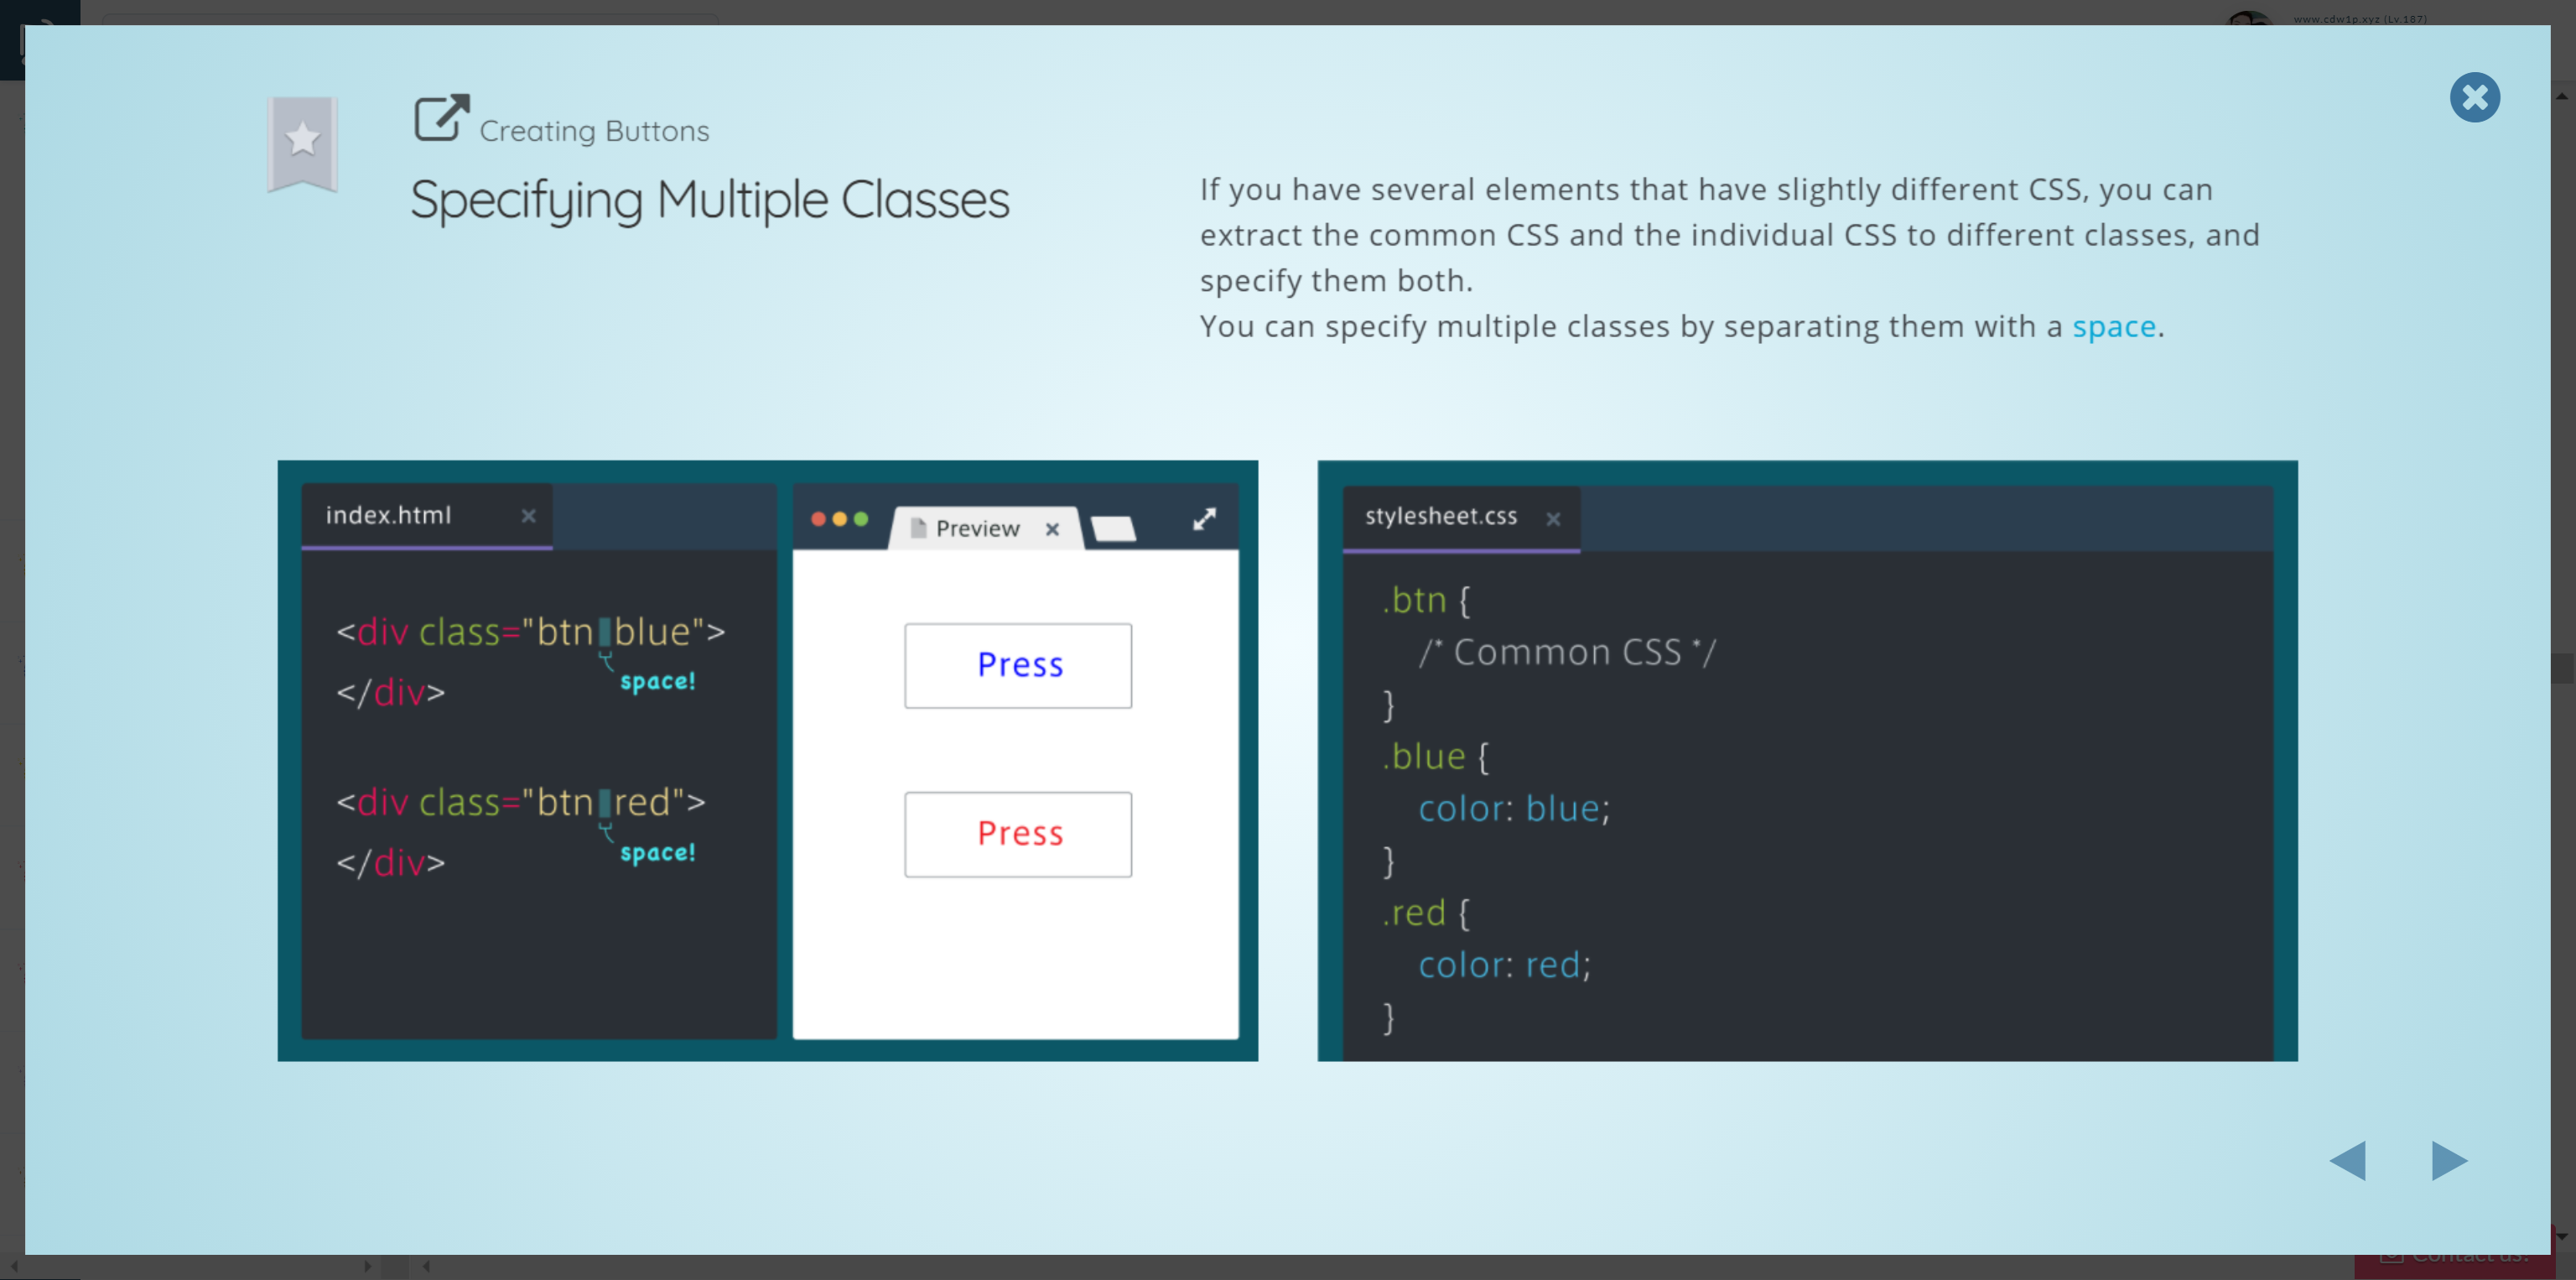 www.cdw1p.xyz (Lv.187)
Creating Buttons
Specifying Multiple Classes
If you have several elements that have slightly different CSS, you can
extract the common CSS and the individual CSS to different classes, and
specify them both.
You can specify multiple classes by separating them with a space.
index.html
<div class="btn blue">
space!
</div>
<div class="btn red">
space!
</div>
Preview
Press
Press
stylesheet.css
.btn {
/* Common CSS */
}
.blue {
color: blue;
}
.red {
color: red;
}
Contact us!